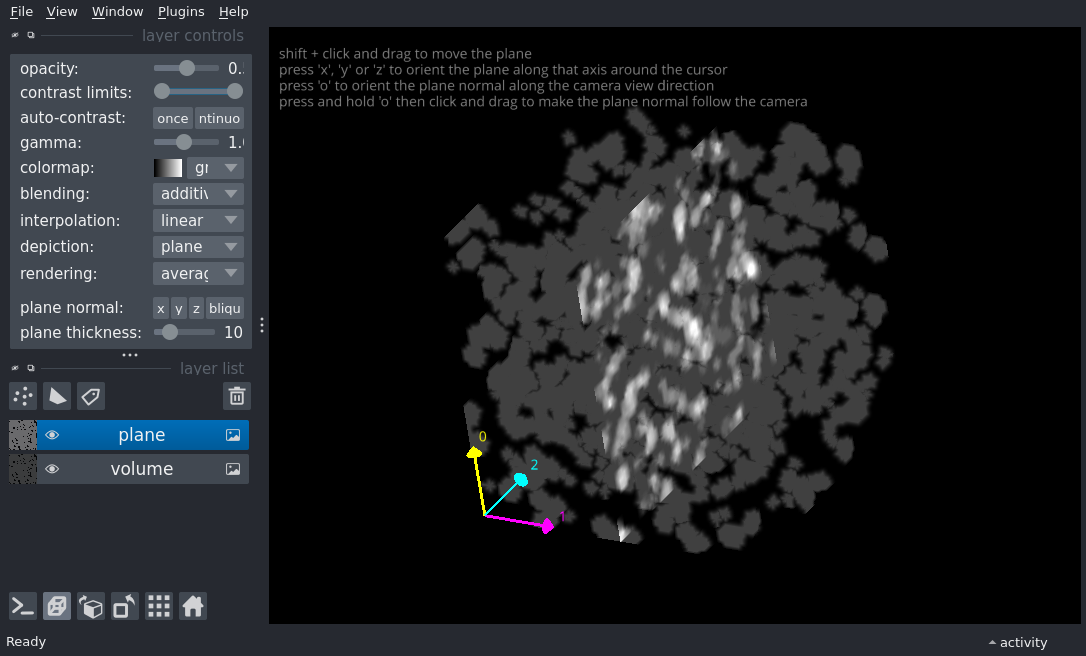 File View Window Plugins Help
layer controls
opacity: 0.
contrast limits:
auto-contrast: once ntinuo
gamma: 1.
colormap: gr
blending: additiv
interpolation: linear
depiction: plane
rendering: averag
plane normal: x y z bliqu
plane thickness: 10
layer list
plane
volume
shift + click and drag to move the plane
press 'x', 'y' or 'z' to orient the plane along that axis around the cursor
press 'o' to orient the plane normal along the camera view direction
press and hold 'o' then click and drag to make the plane normal follow the camera
0
2
1
Ready
activity